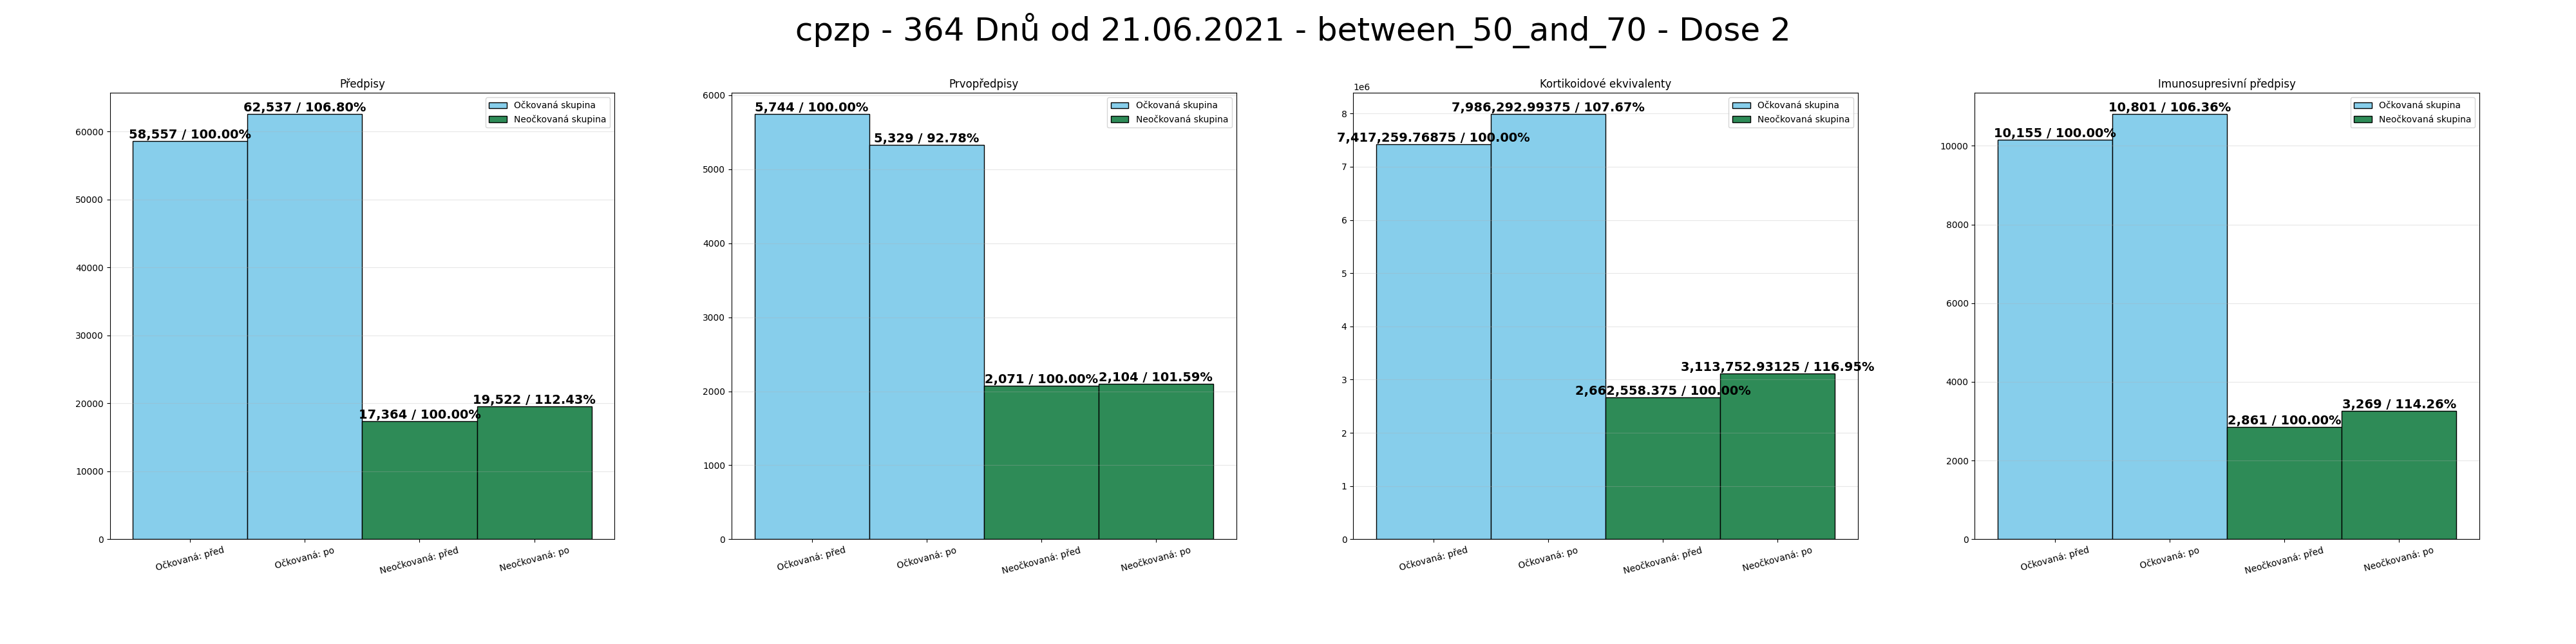 cpzp - 364 Dnů od 21.06.2021 - between_50_and_70 - Dose 2
Předpisy
60000
50000
40000
30000
20000
10000
0
58,557 / 100.00%
62,537 / 106.80%
17,364 / 100.00%
19,522 / 112.43%
Očkovaná skupina
Neočkovaná skupina
Očkovaná: před
Očkovaná: po
Neočkovaná: před
Neočkovaná: po
Prvopředpisy
6000
5000
4000
3000
2000
1000
0
5,744 / 100.00%
5,329 / 92.78%
2,071 / 100.00%
2,104 / 101.59%
Očkovaná skupina
Neočkovaná skupina
Očkovaná: před
Očkovaná: po
Neočkovaná: před
Neočkovaná: po
Kortikoidové ekvivalenty
1e6
8
7
6
5
4
3
2
1
0
7,417,259.76875 / 100.00%
7,986,292.99375 / 107.67%
2,662,558.375 / 100.00%
3,113,752.93125 / 116.95%
Očkovaná skupina
Neočkovaná skupina
Očkovaná: před
Očkovaná: po
Neočkovaná: před
Neočkovaná: po
Imunosupresivní předpisy
10000
8000
6000
4000
2000
0
10,155 / 100.00%
10,801 / 106.36%
2,861 / 100.00%
3,269 / 114.26%
Očkovaná skupina
Neočkovaná skupina
Očkovaná: před
Očkovaná: po
Neočkovaná: před
Neočkovaná: po